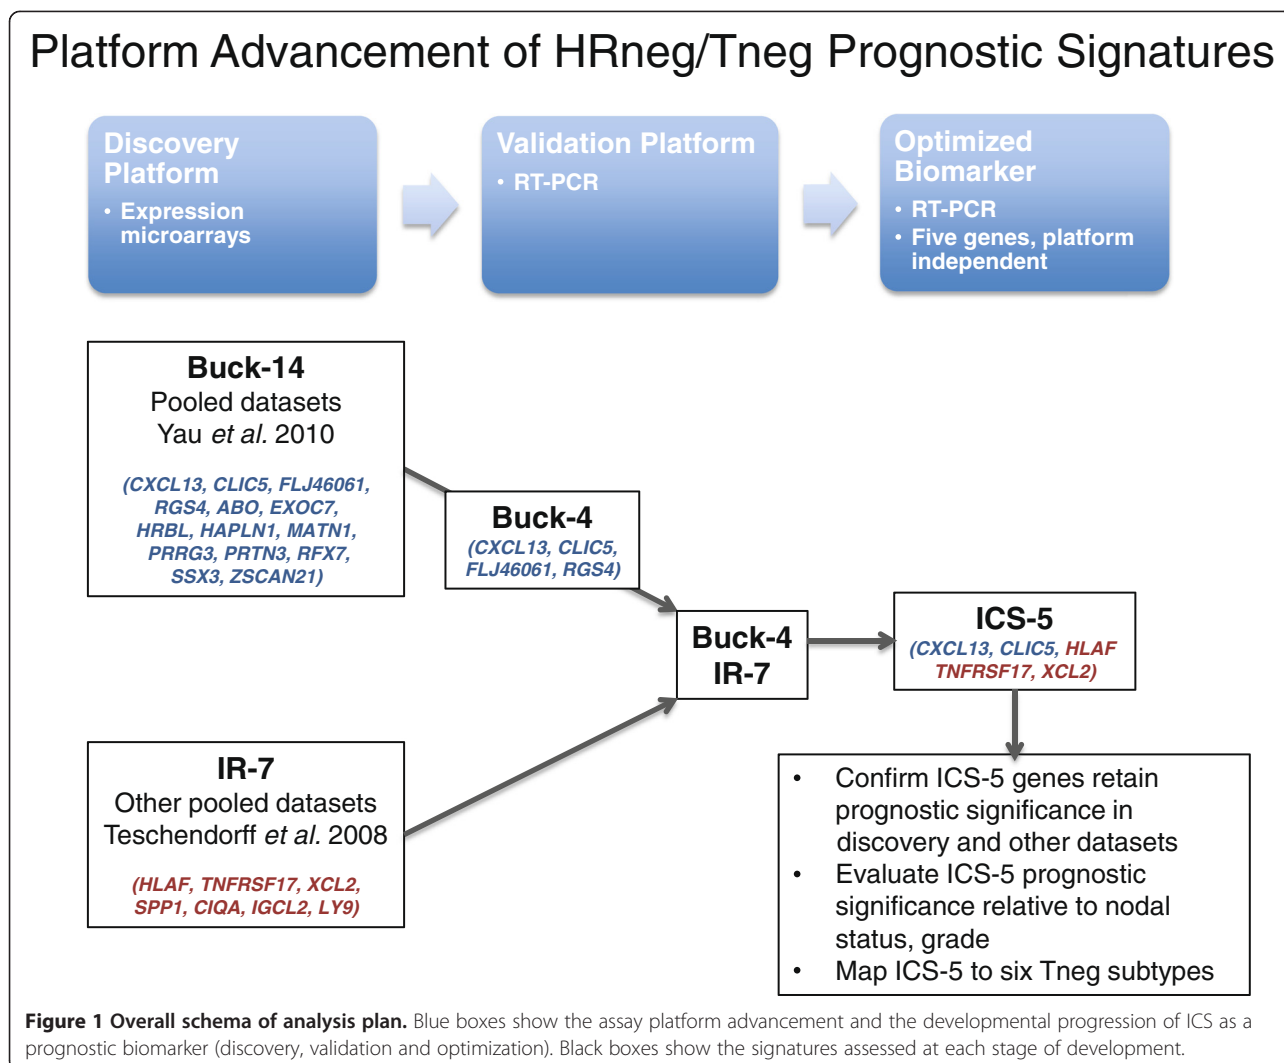 Platform Advancement of HRneg/Tneg Prognostic Signatures
Discovery
Platform
• Expression
microarrays
Validation Platform
• RT-PCR
Optimized
Biomarker
• RT-PCR
• Five genes, platform
independent
Buck-14
Pooled datasets
Yau et al. 2010
(CXCL13, CLIC5, FLJ46061,
RGS4, ABO, EXOC7,
HRBL, HAPLN1, MATN1,
PRRG3, PRTN3, RFX7,
SSX3, ZSCAN21)
Buck-4
(CXCL13, CLIC5,
FLJ46061, RGS4)
Buck-4
IR-7
ICS-5
(CXCL13, CLIC5, HLAF
TNFRSF17, XCL2)
IR-7
Other pooled datasets
Teschendorff et al. 2008
(HLAF, TNFRSF17, XCL2,
SPP1, CIQA, IGCL2, LY9)
• Confirm ICS-5 genes retain
prognostic significance in
discovery and other datasets
• Evaluate ICS-5 prognostic
significance relative to nodal
status, grade
• Map ICS-5 to six Tneg subtypes
Figure 1 Overall schema of analysis plan. Blue boxes show the assay platform advancement and the developmental progression of ICS as a
prognostic biomarker (discovery, validation and optimization). Black boxes show the signatures assessed at each stage of development.